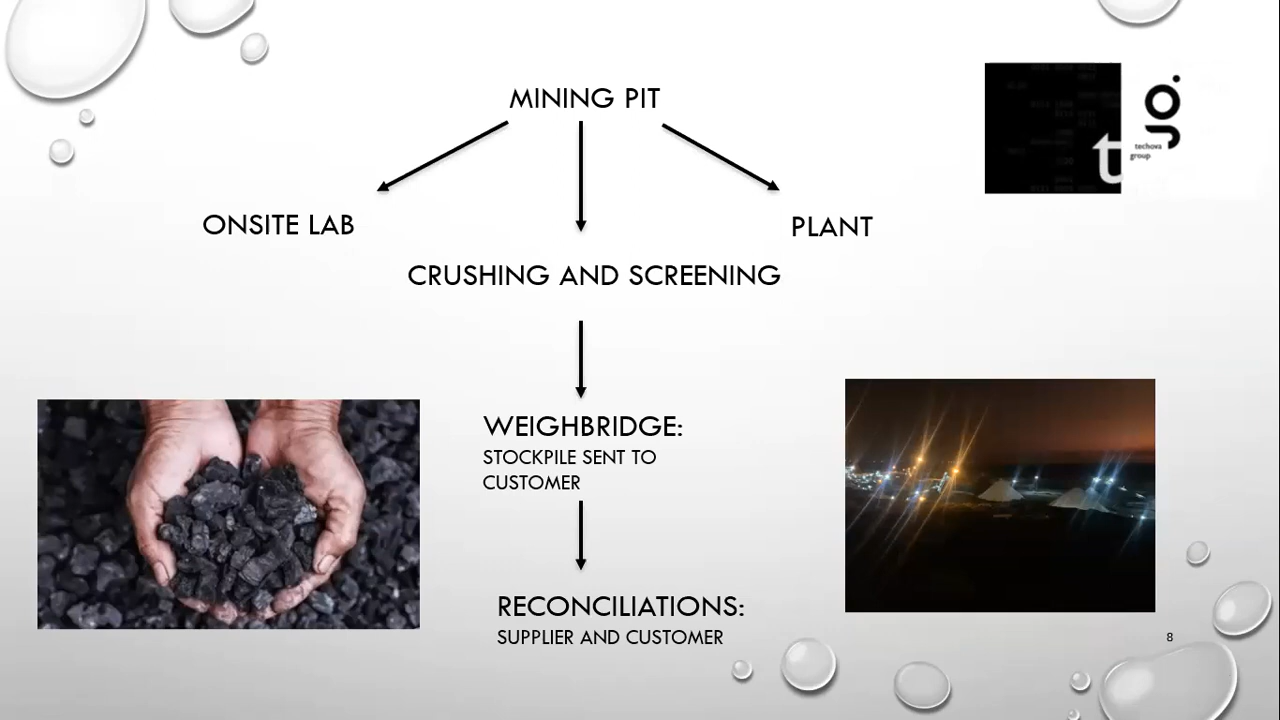 MINING PIT
ONSITE LAB
PLANT
CRUSHING AND SCREENING
WEIGHBRIDGE:
STOCKPILE SENT TO
CUSTOMER
RECONCILIATIONS:
SUPPLIER AND CUSTOMER
tg
techova
group
8